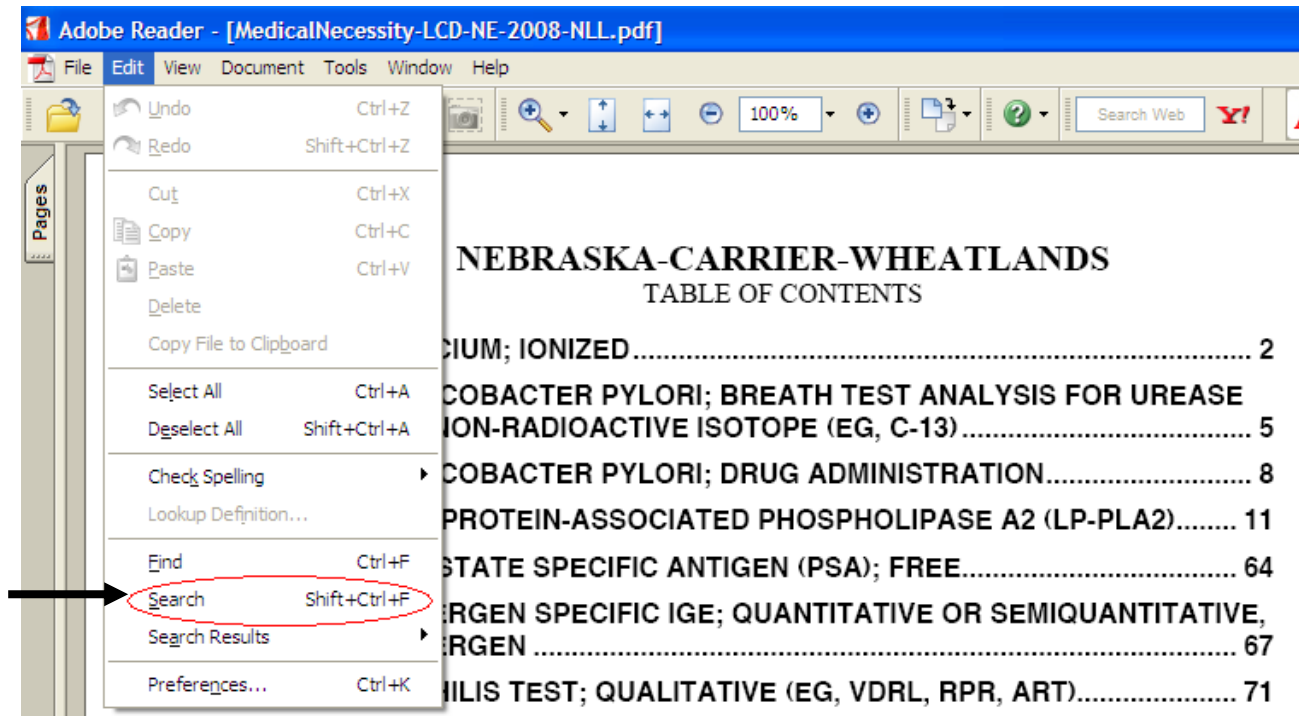 Adobe Reader - [MedicalNecessity-LCD-NE-2008-NLL.pdf]
File Edit View Document Tools Window Help
100% Search Web Y!
Pages
Undo Ctrl+Z
Redo Shift+Ctrl+Z
Cut Ctrl+X
Copy Ctrl+C
Paste Ctrl+V
Delete
Copy File to Clipboard
Select All Ctrl+A
Deselect All Shift+Ctrl+A
Check Spelling
Lookup Definition...
Find Ctrl+F
Search Shift+Ctrl+F
Search Results
Preferences... Ctrl+K
NEBRASKA-CARRIER-WHEATLANDS
TABLE OF CONTENTS
CIUM; IONIZED........ 2
COBACTER PYLORI; BREATH TEST ANALYSIS FOR UREASE
NON-RADIOACTIVE ISOTOPE (EG, C-13)........ 5
COBACTER PYLORI; DRUG ADMINISTRATION........ 8
PROTEIN-ASSOCIATED PHOSPHOLIPASE A2 (LP-PLA2)........ 11
STATE SPECIFIC ANTIGEN (PSA); FREE........ 64
ERGEN SPECIFIC IGE; QUANTITATIVE OR SEMIQUANTITATIVE,
ERGEN ........ 67
HILIS TEST; QUALITATIVE (EG, VDRL, RPR, ART)........ 71